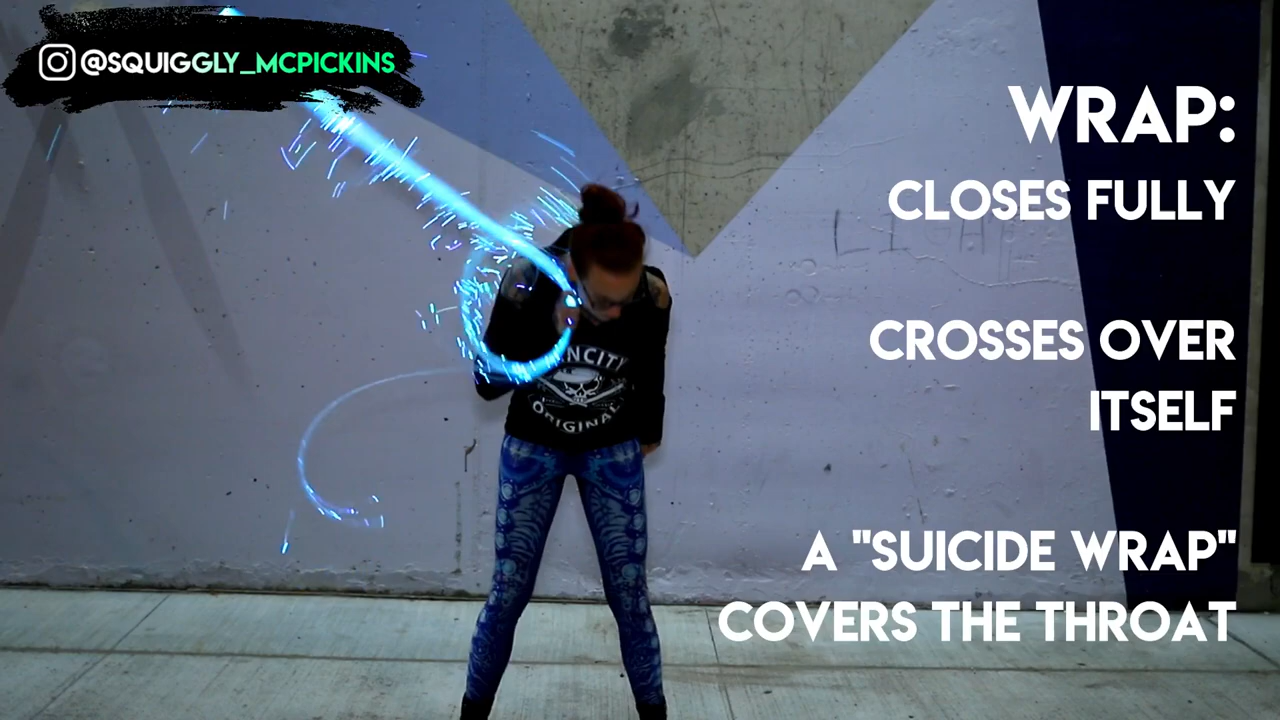 @SQUIGGLY_MCPICKINS
WRAP:
CLOSES FULLY
CROSSES OVER
ITSELF
A "SUICIDE WRAP"
COVERS THE THROAT
ORIGINAL